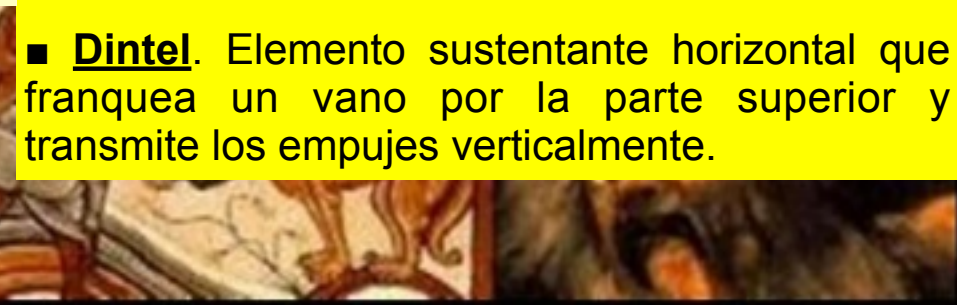 ■ Dintel. Elemento sustentante horizontal que
franquea un vano por la parte superior y
transmite los empujes verticalmente.